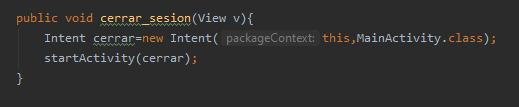 public void cerrar_sesion(View v){
Intent cerrar=new Intent( packageContext: this,MainActivity.class);
startActivity(cerrar);
}